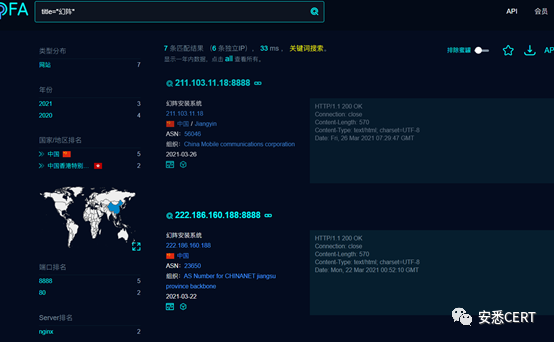 FA
title="幻阵"
API
会员
类型分布
网站 7
年份
2021 3
2020 4
国家/地区排名
中国 5
中国香港特别... 2
端口排名
8888 5
80 2
Server排名
nginx 2
7 条匹配结果 (6 条独立IP), 33 ms, 关键词搜索。
显示一年内数据, 点击 all 查看所有。
排除蜜罐
AP
211.103.11.18:8888
幻阵安装系统
211.103.11.18
中国 / Jiangyin
ASN: 56046
组织: China Mobile communications corporation
2021-03-26
HTTP/1.1 200 OK
Connection: close
Content-Length: 570
Content-Type: text/html; charset=UTF-8
Date: Fri, 26 Mar 2021 07:29:47 GMT
222.186.160.188:8888
幻阵安装系统
222.186.160.188
中国
ASN: 23650
组织: AS Number for CHINANET jiangsu
province backbone
2021-03-22
HTTP/1.1 200 OK
Connection: close
Content-Length: 570
Content-Type: text/html; charset=UTF-8
Date: Mon, 22 Mar 2021 00:52:10 GMT
安悉CERT